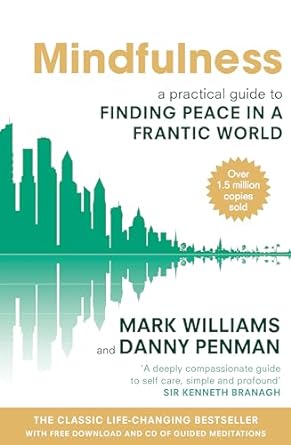 Mindfulness
a practical guide to
FINDING PEACE IN A
FRANTIC WORLD
Over
1.5 million
copies
sold
MARK WILLIAMS
and DANNY PENMAN
‘A deeply compassionate guide
to self care, simple and profound’
SIR KENNETH BRANAGH
THE CLASSIC LIFE-CHANGING BESTSELLER
WITH FREE DOWNLOAD AND CD OF GUIDED MEDITATIONS